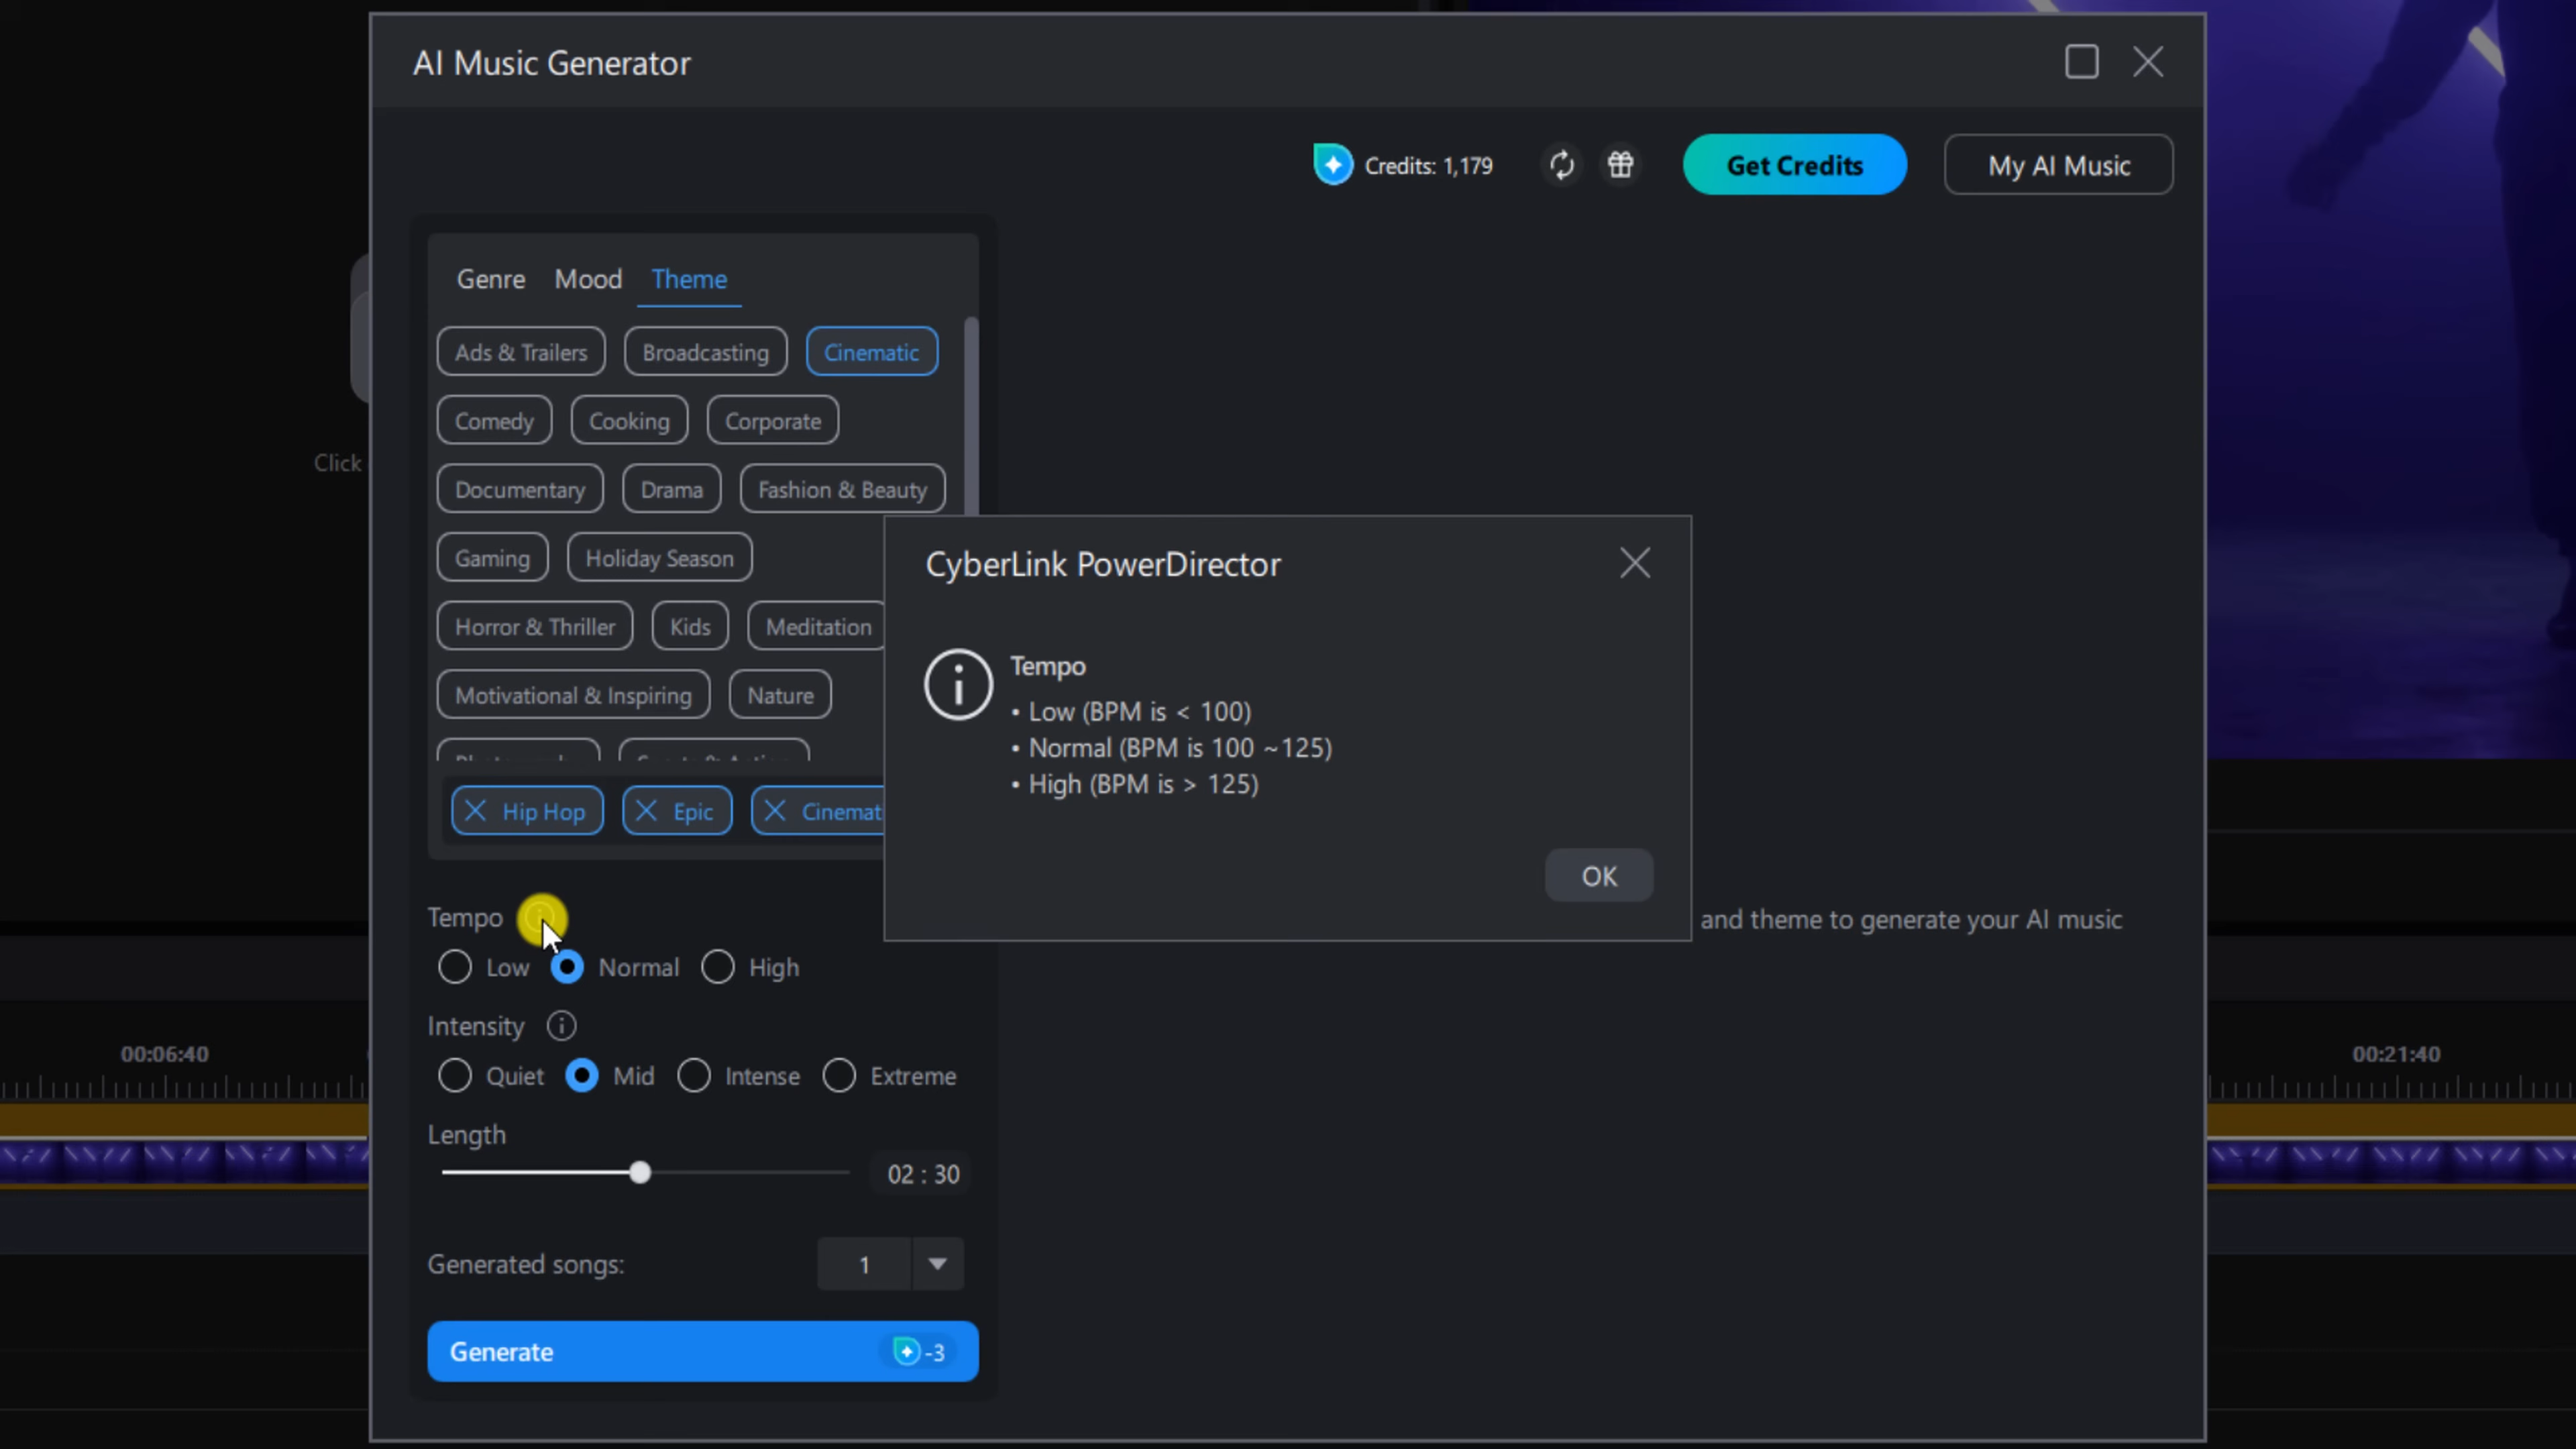 AI Music Generator
Credits: 1,179
Get Credits
My AI Music
Genre Mood Theme
Ads & Trailers Broadcasting Cinematic
Comedy Cooking Corporate
Click
Documentary Drama Fashion & Beauty
Gaming Holiday Season
CyberLink PowerDirector
Horror & Thriller Kids Meditation
Tempo
• Low (BPM is < 100)
• Normal (BPM is 100 ~125)
• High (BPM is > 125)
OK
Motivational & Inspiring Nature
Hip Hop Epic Cinemat
and theme to generate your AI music
Tempo
Low Normal High
Intensity
Quiet Mid Intense Extreme
00:06:40
00:21:40
Length
02 : 30
Generated songs: 1
Generate -3